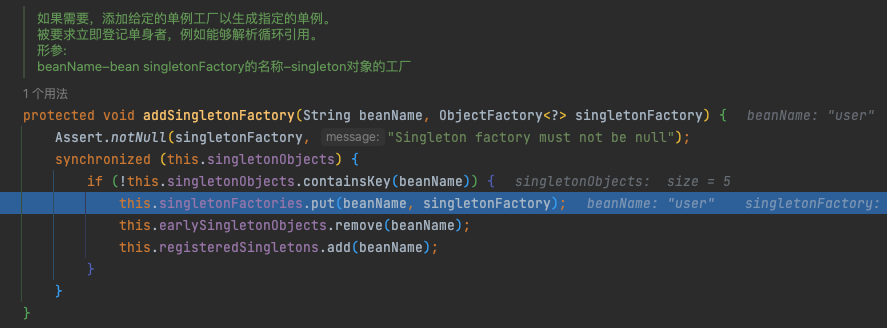 如果需要，添加给定的单例工厂以生成指定的单例。
被要求立即登记单身者，例如能够解析循环引用。
形参:
beanName–bean singletonFactory的名称–singleton对象的工厂
1 个用法
protected void addSingletonFactory(String beanName, ObjectFactory<?> singletonFactory) { beanName: "user"
Assert.notNull(singletonFactory, message: "Singleton factory must not be null");
synchronized (this.singletonObjects) {
if (!this.singletonObjects.containsKey(beanName)) { singletonObjects: size = 5
this.singletonFactories.put(beanName, singletonFactory); beanName: "user" singletonFactory:
this.earlySingletonObjects.remove(beanName);
this.registeredSingletons.add(beanName);
}
}
}